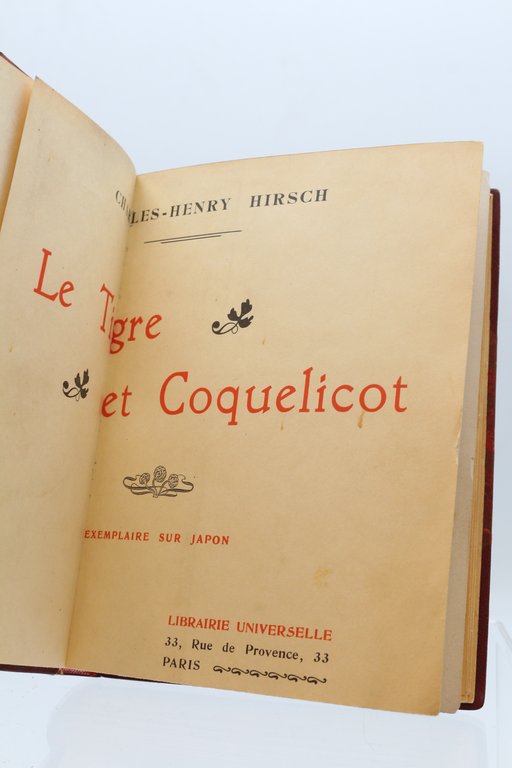 CHARLES-HENRY HIRSCH
Le Tigre
et Coquelicot
EXEMPLAIRE SUR JAPON
LIBRAIRIE UNIVERSELLE
33, Rue de Provence, 33
PARIS